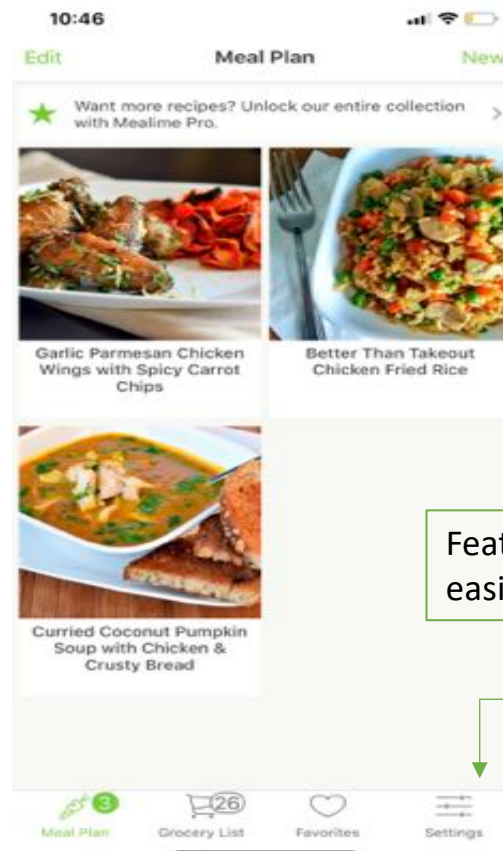 10:46
Edit Meal Plan New
Want more recipes? Unlock our entire collection
with Mealime Pro.
Garlic Parmesan Chicken
Wings with Spicy Carrot
Chips
Better Than Takeout
Chicken Fried Rice
Curried Coconut Pumpkin
Soup with Chicken &
Crusty Bread
Feat
easi
3
26
Meal Plan Grocery List Favorites Settings